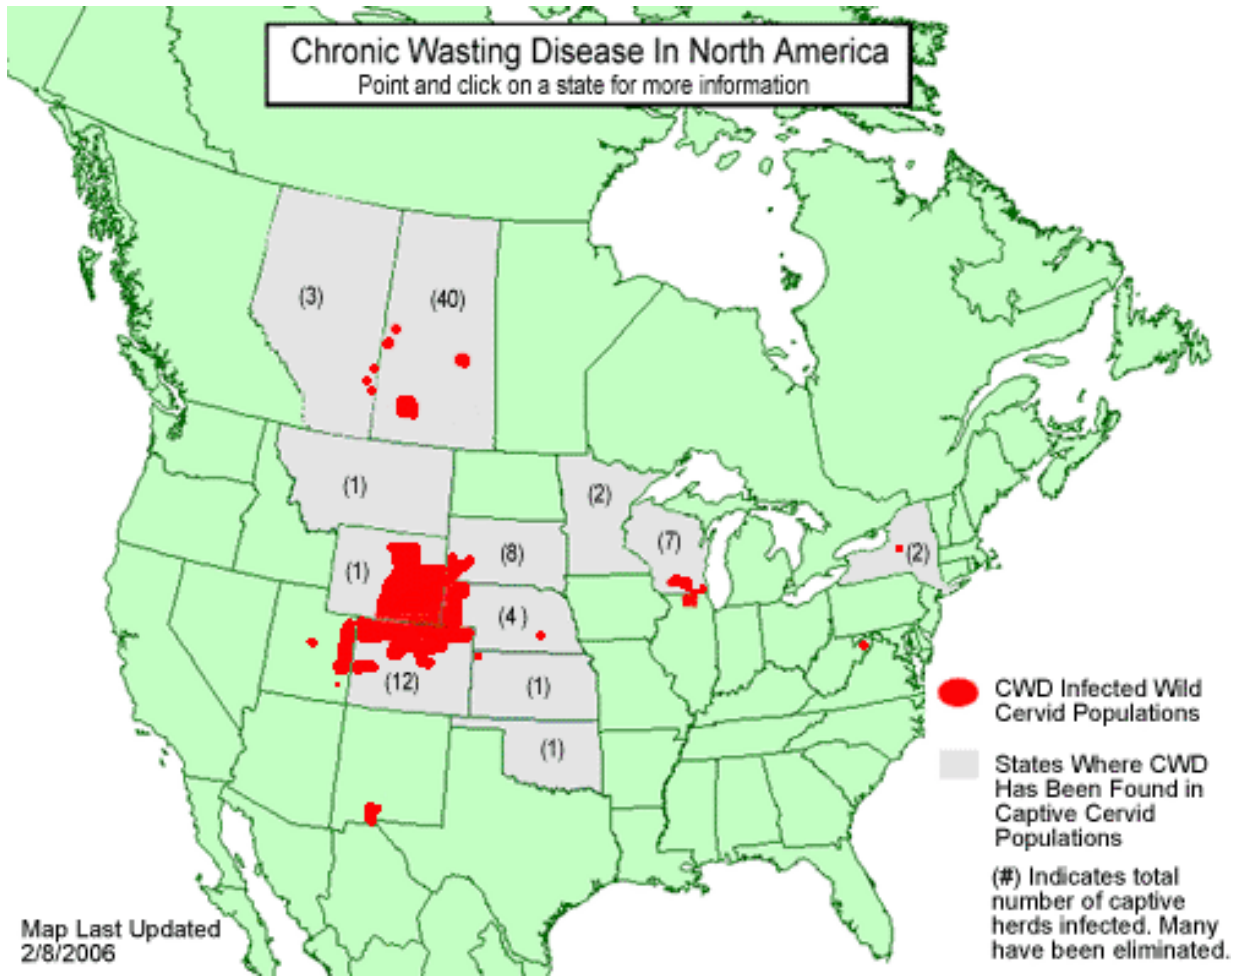 Chronic Wasting Disease In North America
Point and click on a state for more information
(3)
(40)
(1)
(2)
(7)
(8)
(2)
(1)
(4 )
(12)
(1)
(1)
CWD Infected Wild
Cervid Populations
States Where CWD
Has Been Found in
Captive Cervid
Populations
(#) Indicates total
number of captive
herds infected. Many
have been eliminated.
Map Last Updated
2/8/2006